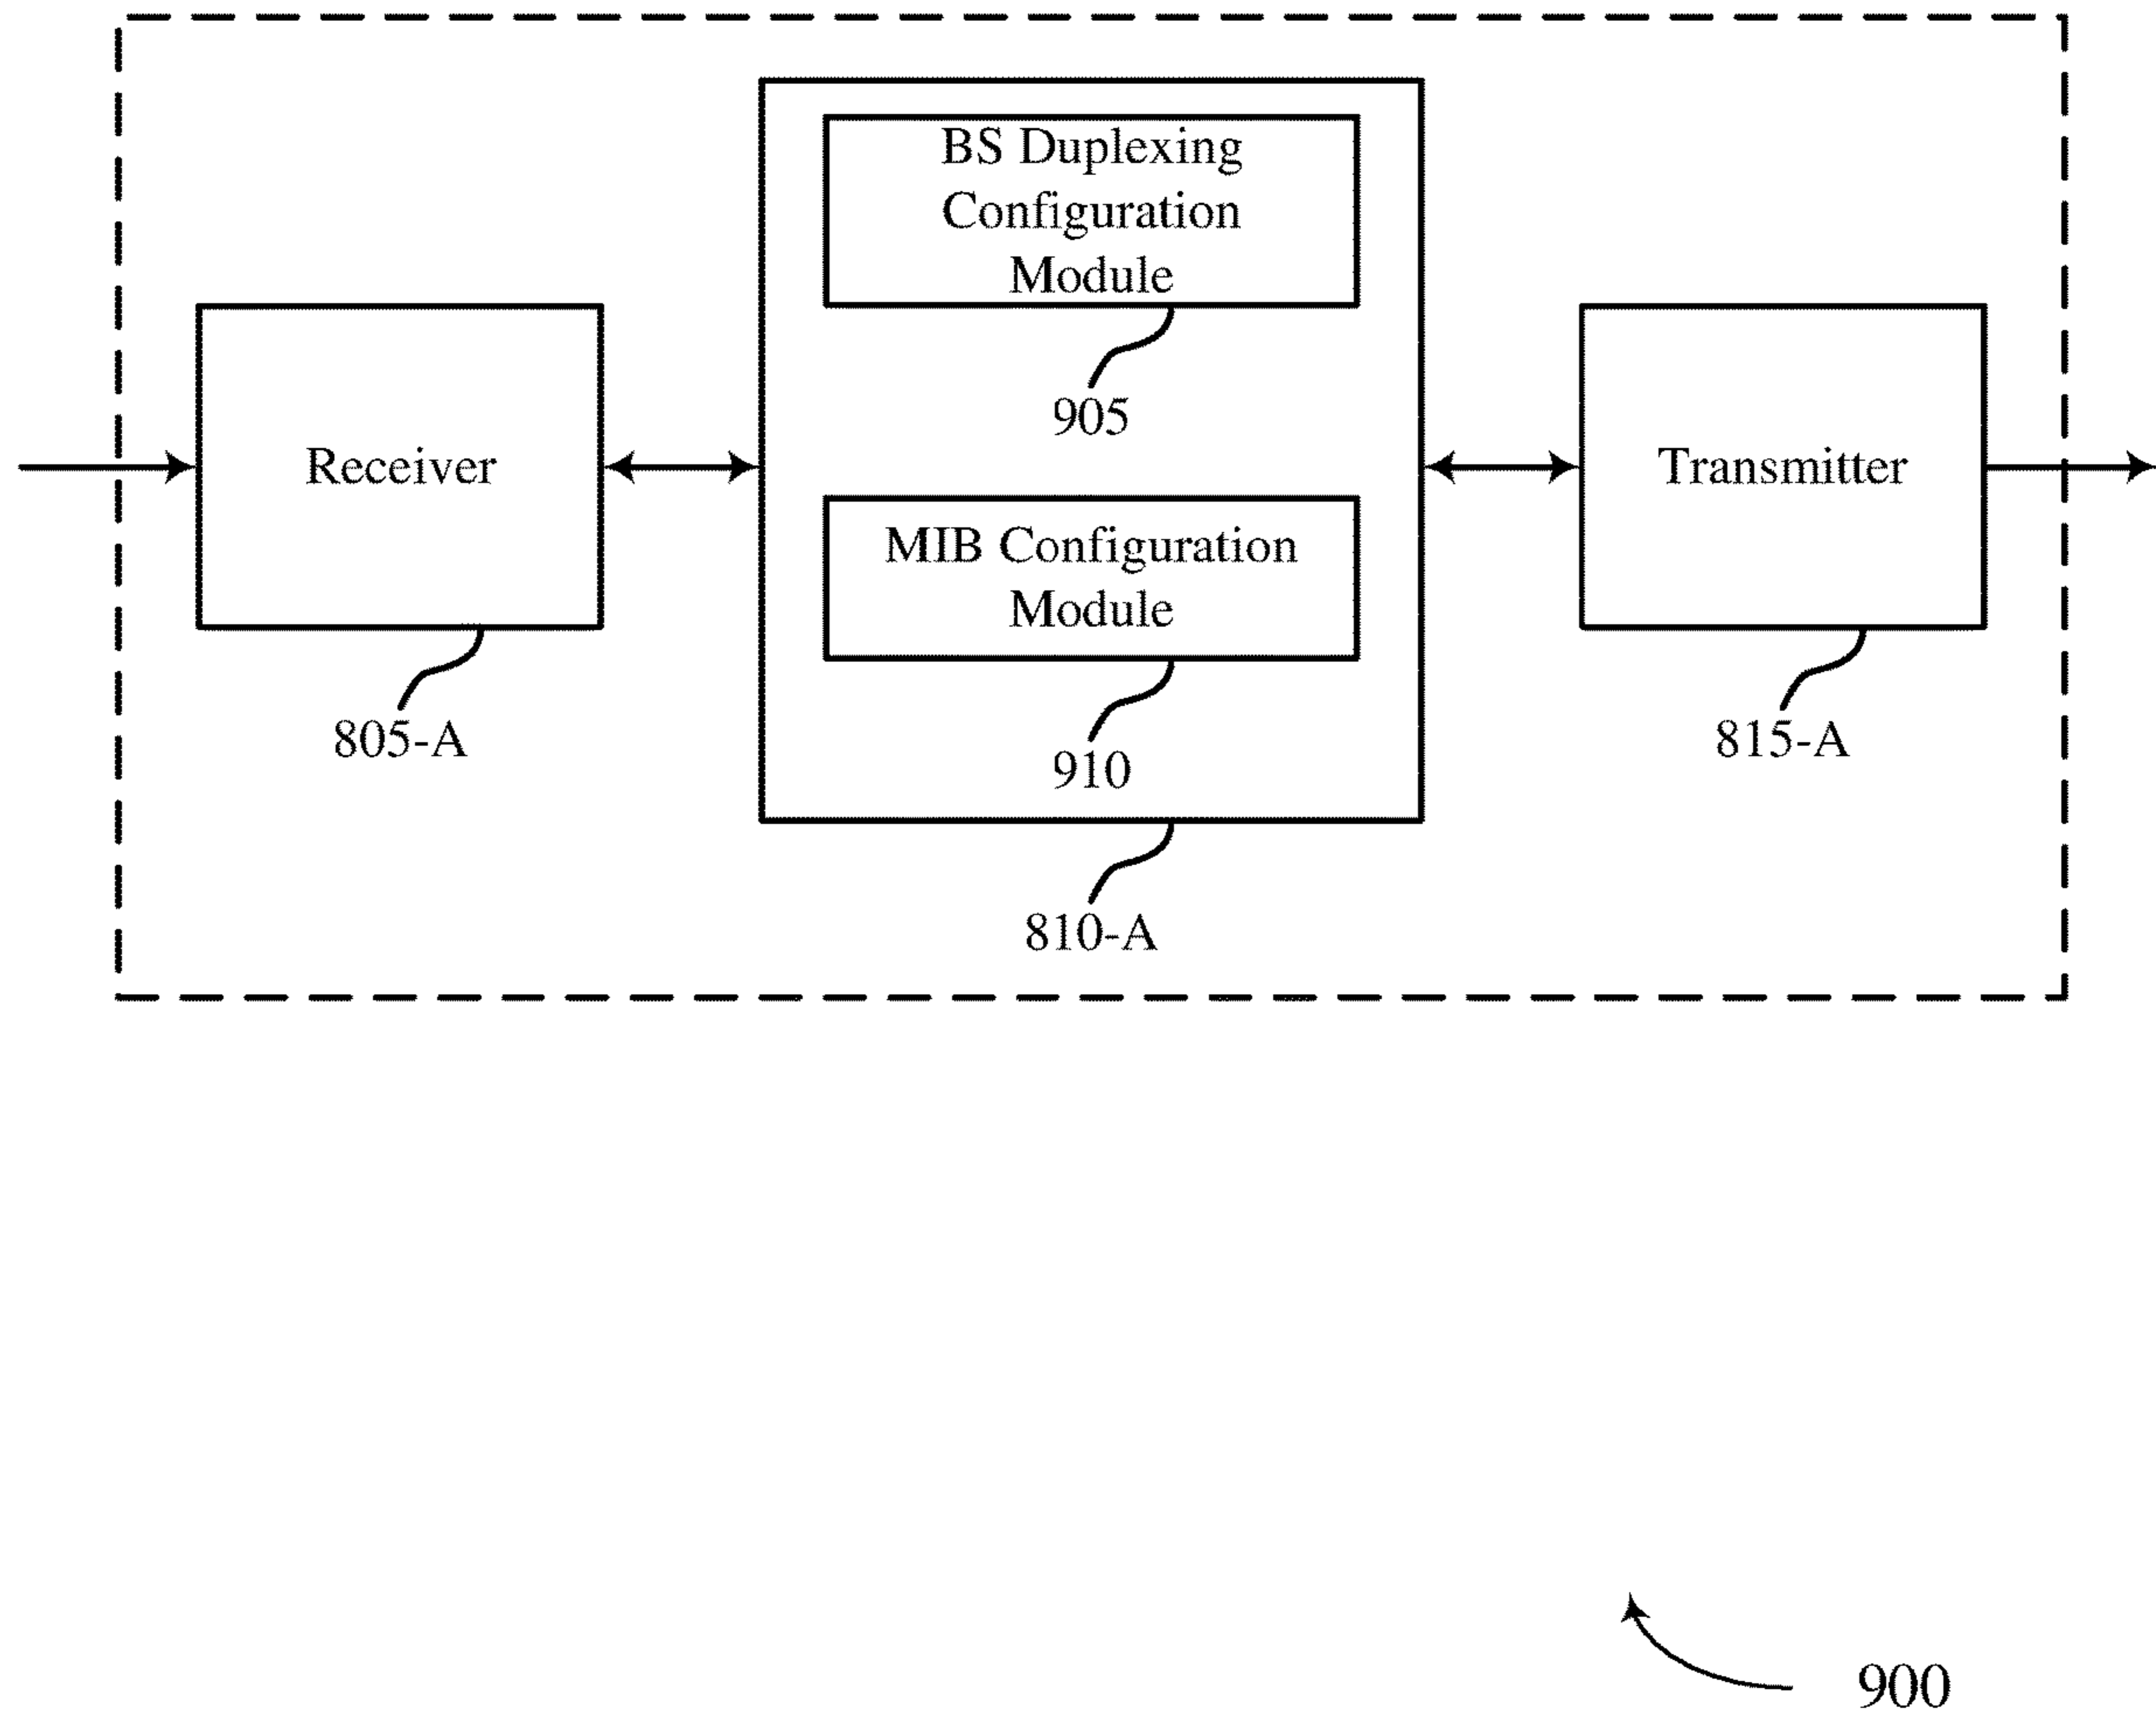 BS Duplexing
Configuration
Module
905
Receiver
Transmitter
MIB Configuration
Module
805-A
815-A
910
810-A
900